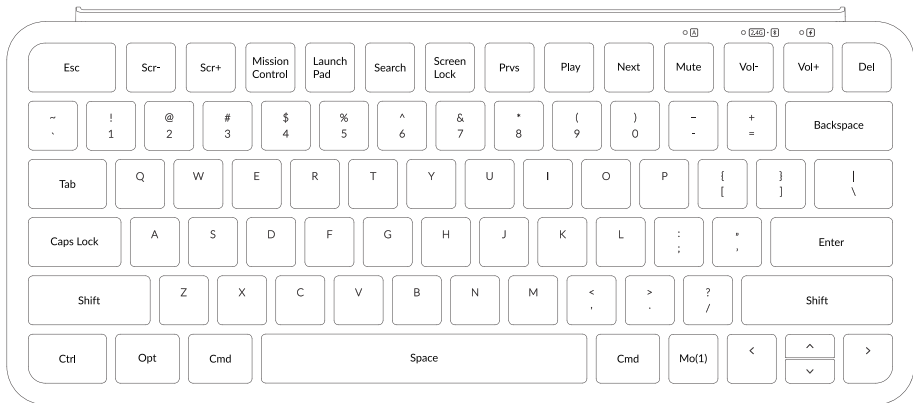 A 2.4G
Esc Scr- Scr+ Mission Control Launch Pad Search Screen Lock Prvs Play Next Mute Vol- Vol+ Del
~ ! @ # $ % ^ & * ( ) − +
` 1 2 3 4 5 6 7 8 9 0 - = Backspace
Tab Q W E R T Y U I O P { } |
[ ] \
Caps Lock A S D F G H J K L : " Enter
; '
Shift Z X C V B N M < > ? Shift
, . /
Ctrl Opt Cmd Space Cmd Mo(1) < ^ >
v